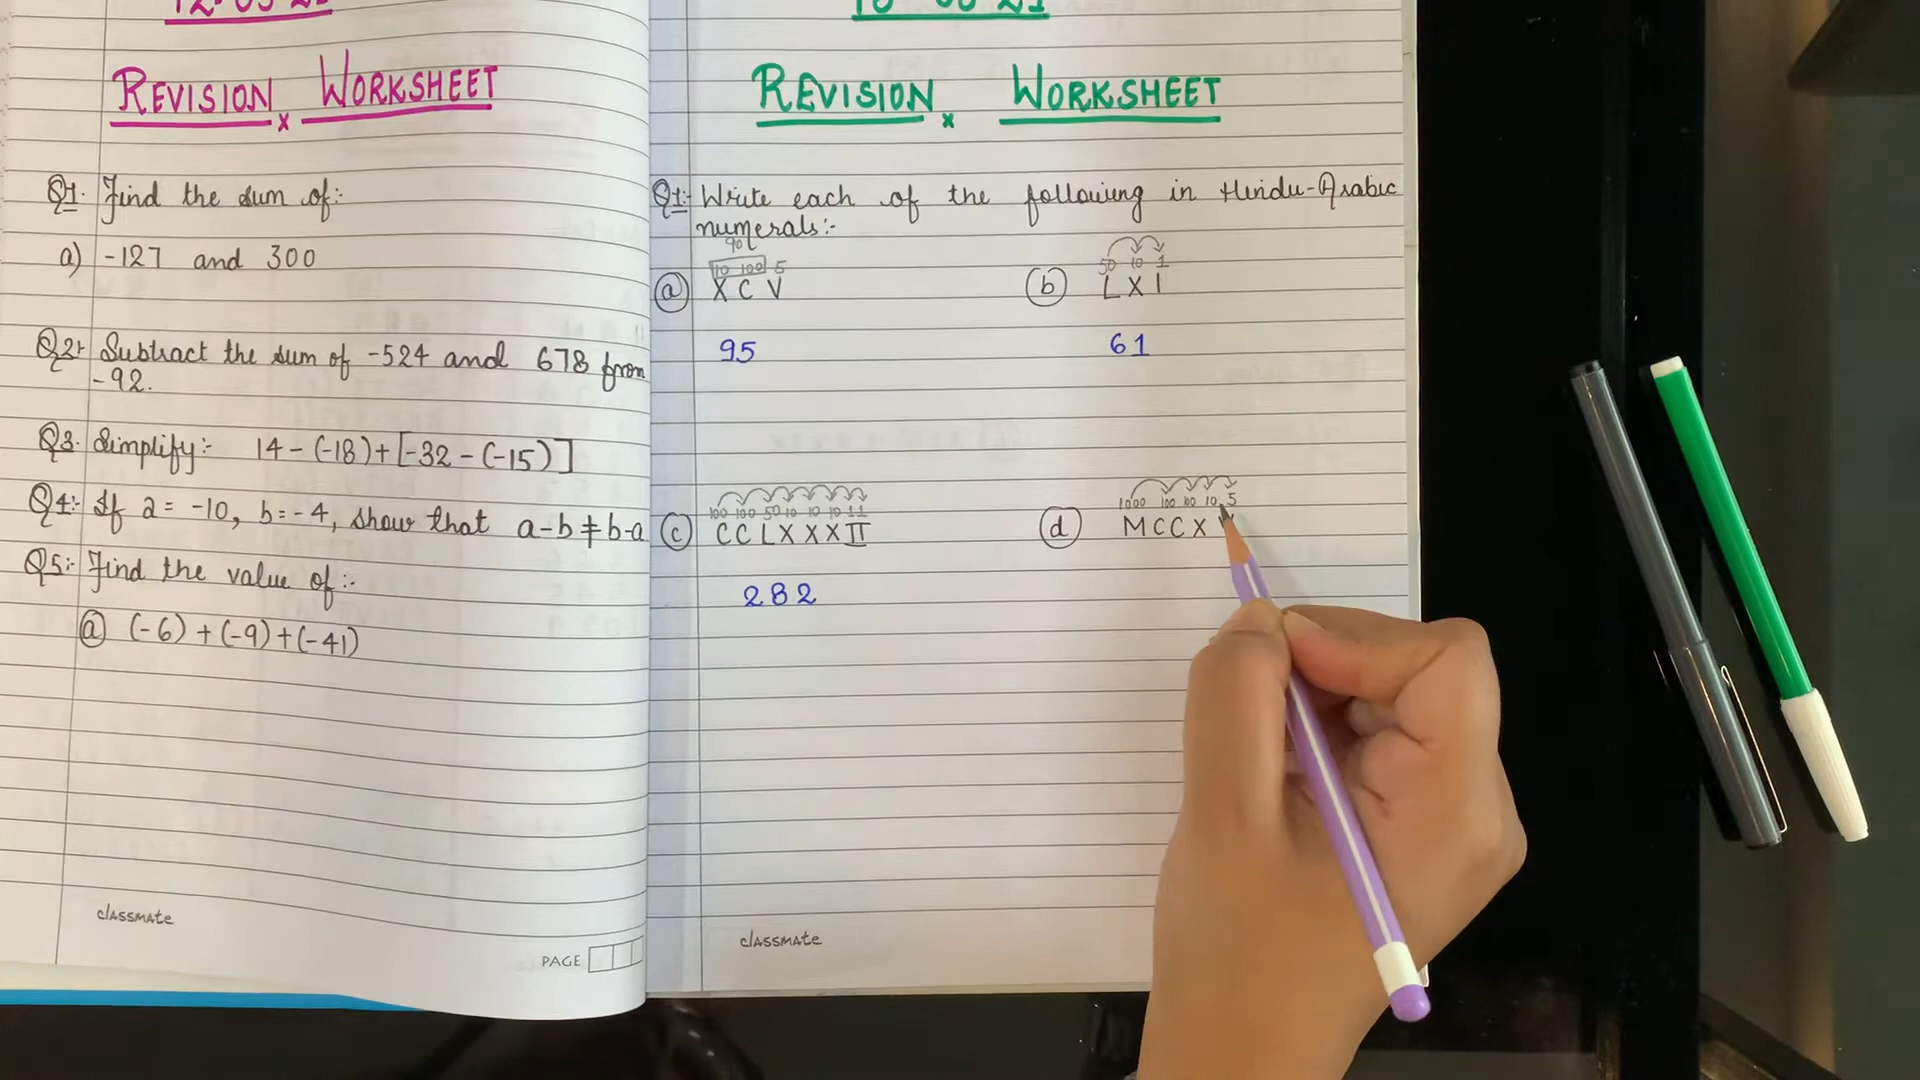 REVISION WORKSHEET
Q1. Find the sum of:-
a) -127 and 300
Q2:- Subtract the sum of -524 and 678 from
-92.
Q3. Simplify:- 14 - (-18) + [-32 - (-15)]
Q4:- If a = -10, b = -4, show that a-b ≠ b-a
Q5:- Find the value of:-
(a) (-6) + (-9) + (-41)
classmate
PAGE
REVISION WORKSHEET
Q1:- Write each of the following in Hindu-Arabic
numerals:-
90
10 100 5
(a) X C V
95
50 10 1
(b) L X I
61
100 100 50 10 10 10 1 1
(c) C C L X X X II
282
1000 100 100 10 5
(d) M C C X V
classmate